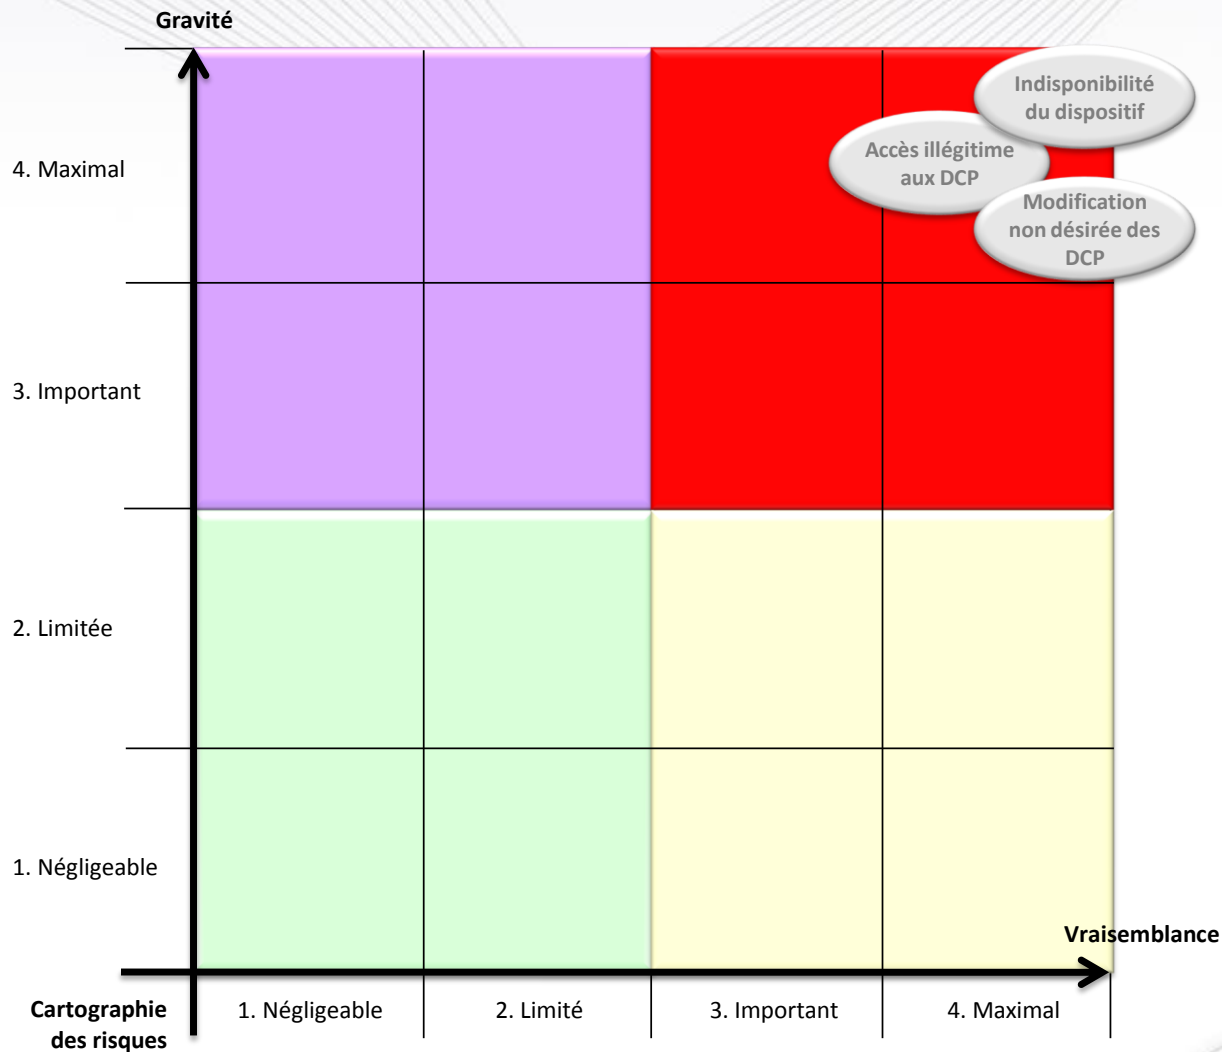 Gravité
Indisponibilité
du dispositif
Accès illégitime
aux DCP
4. Maximal
Modification
non désirée des
DCP
3. Important
2. Limitée
1. Négligeable
Vraisemblance
Cartographie
des risques
1. Négligeable
2. Limité
3. Important
4. Maximal